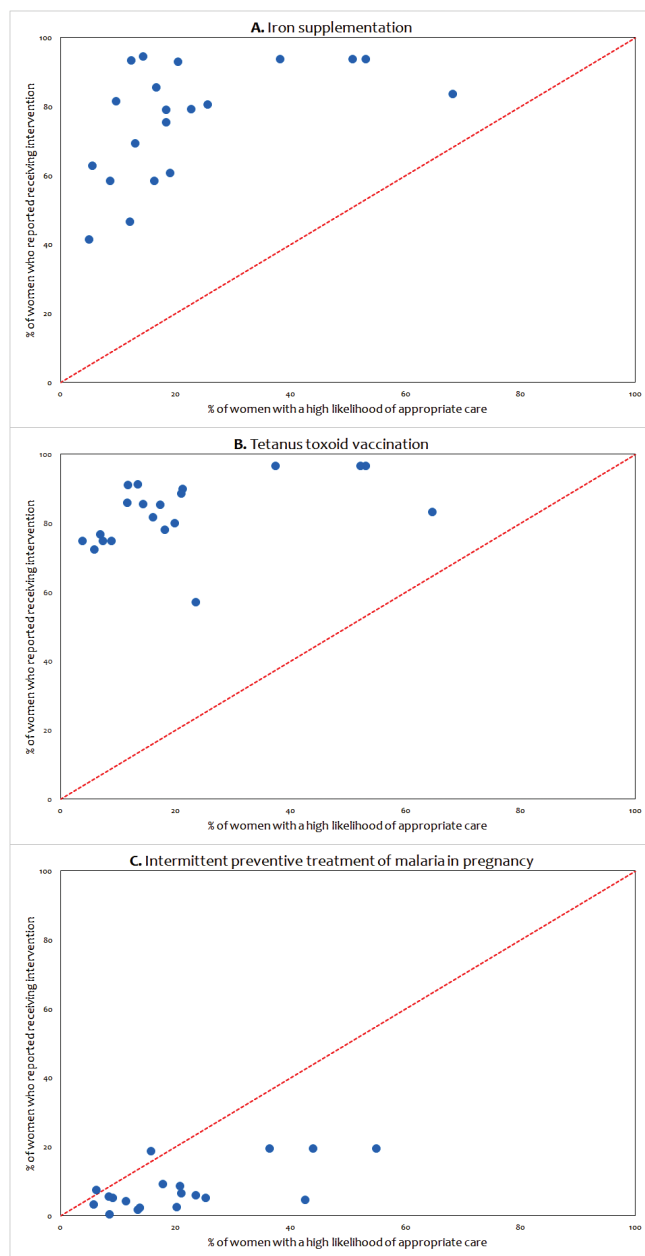 A. Iron supplementation
100
80
60
40
20
0
% of women who reported receiving intervention
0 20 40 60 80 100
% of women with a high likelihood of appropriate care
B. Tetanus toxoid vaccination
100
80
60
40
20
0
% of women who reported receiving intervention
0 20 40 60 80 100
% of women with a high likelihood of appropriate care
C. Intermittent preventive treatment of malaria in pregnancy
100
80
60
40
20
0
% of women who reported receiving intervention
0 20 40 60 80 100
% of women with a high likelihood of appropriate care